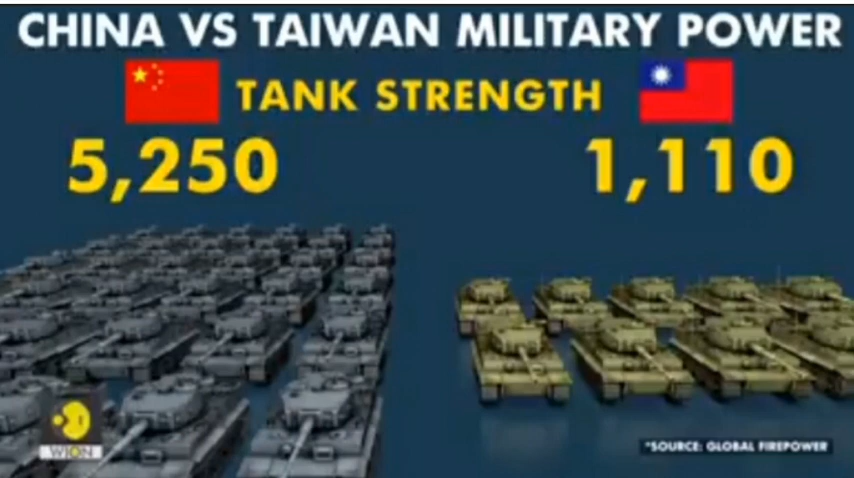 CHINA VS TAIWAN MILITARY POWER
TANK STRENGTH
5,250
1,110
WION
*SOURCE: GLOBAL FIREPOWER